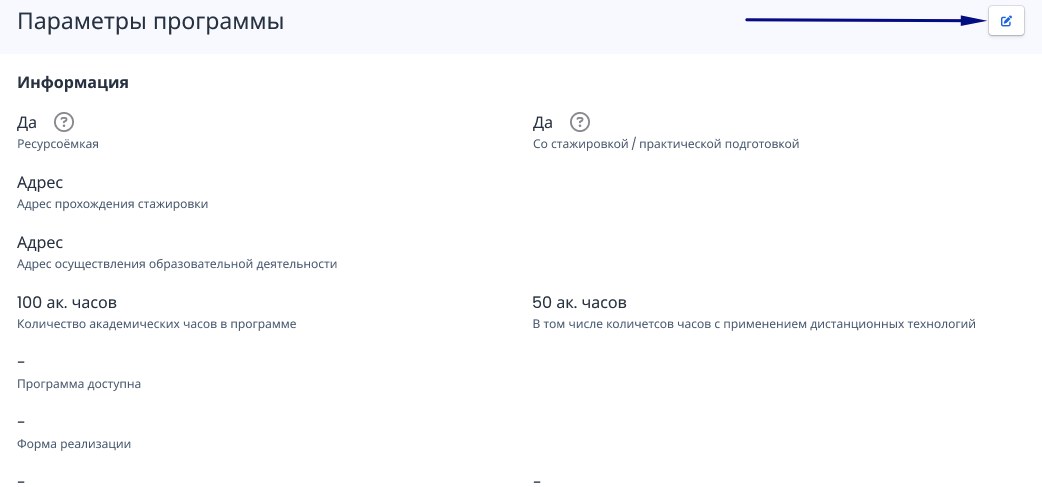 Параметры программы
Информация
Да ?
Ресурсоёмкая
Да ?
Со стажировкой / практической подготовкой
Адрес
Адрес прохождения стажировки
Адрес
Адрес осуществления образовательной деятельности
100 ак. часов
Количество академических часов в программе
50 ак. часов
В том числе количетсов часов с применением дистанционных технологий
–
Программа доступна
–
Форма реализации
–
–